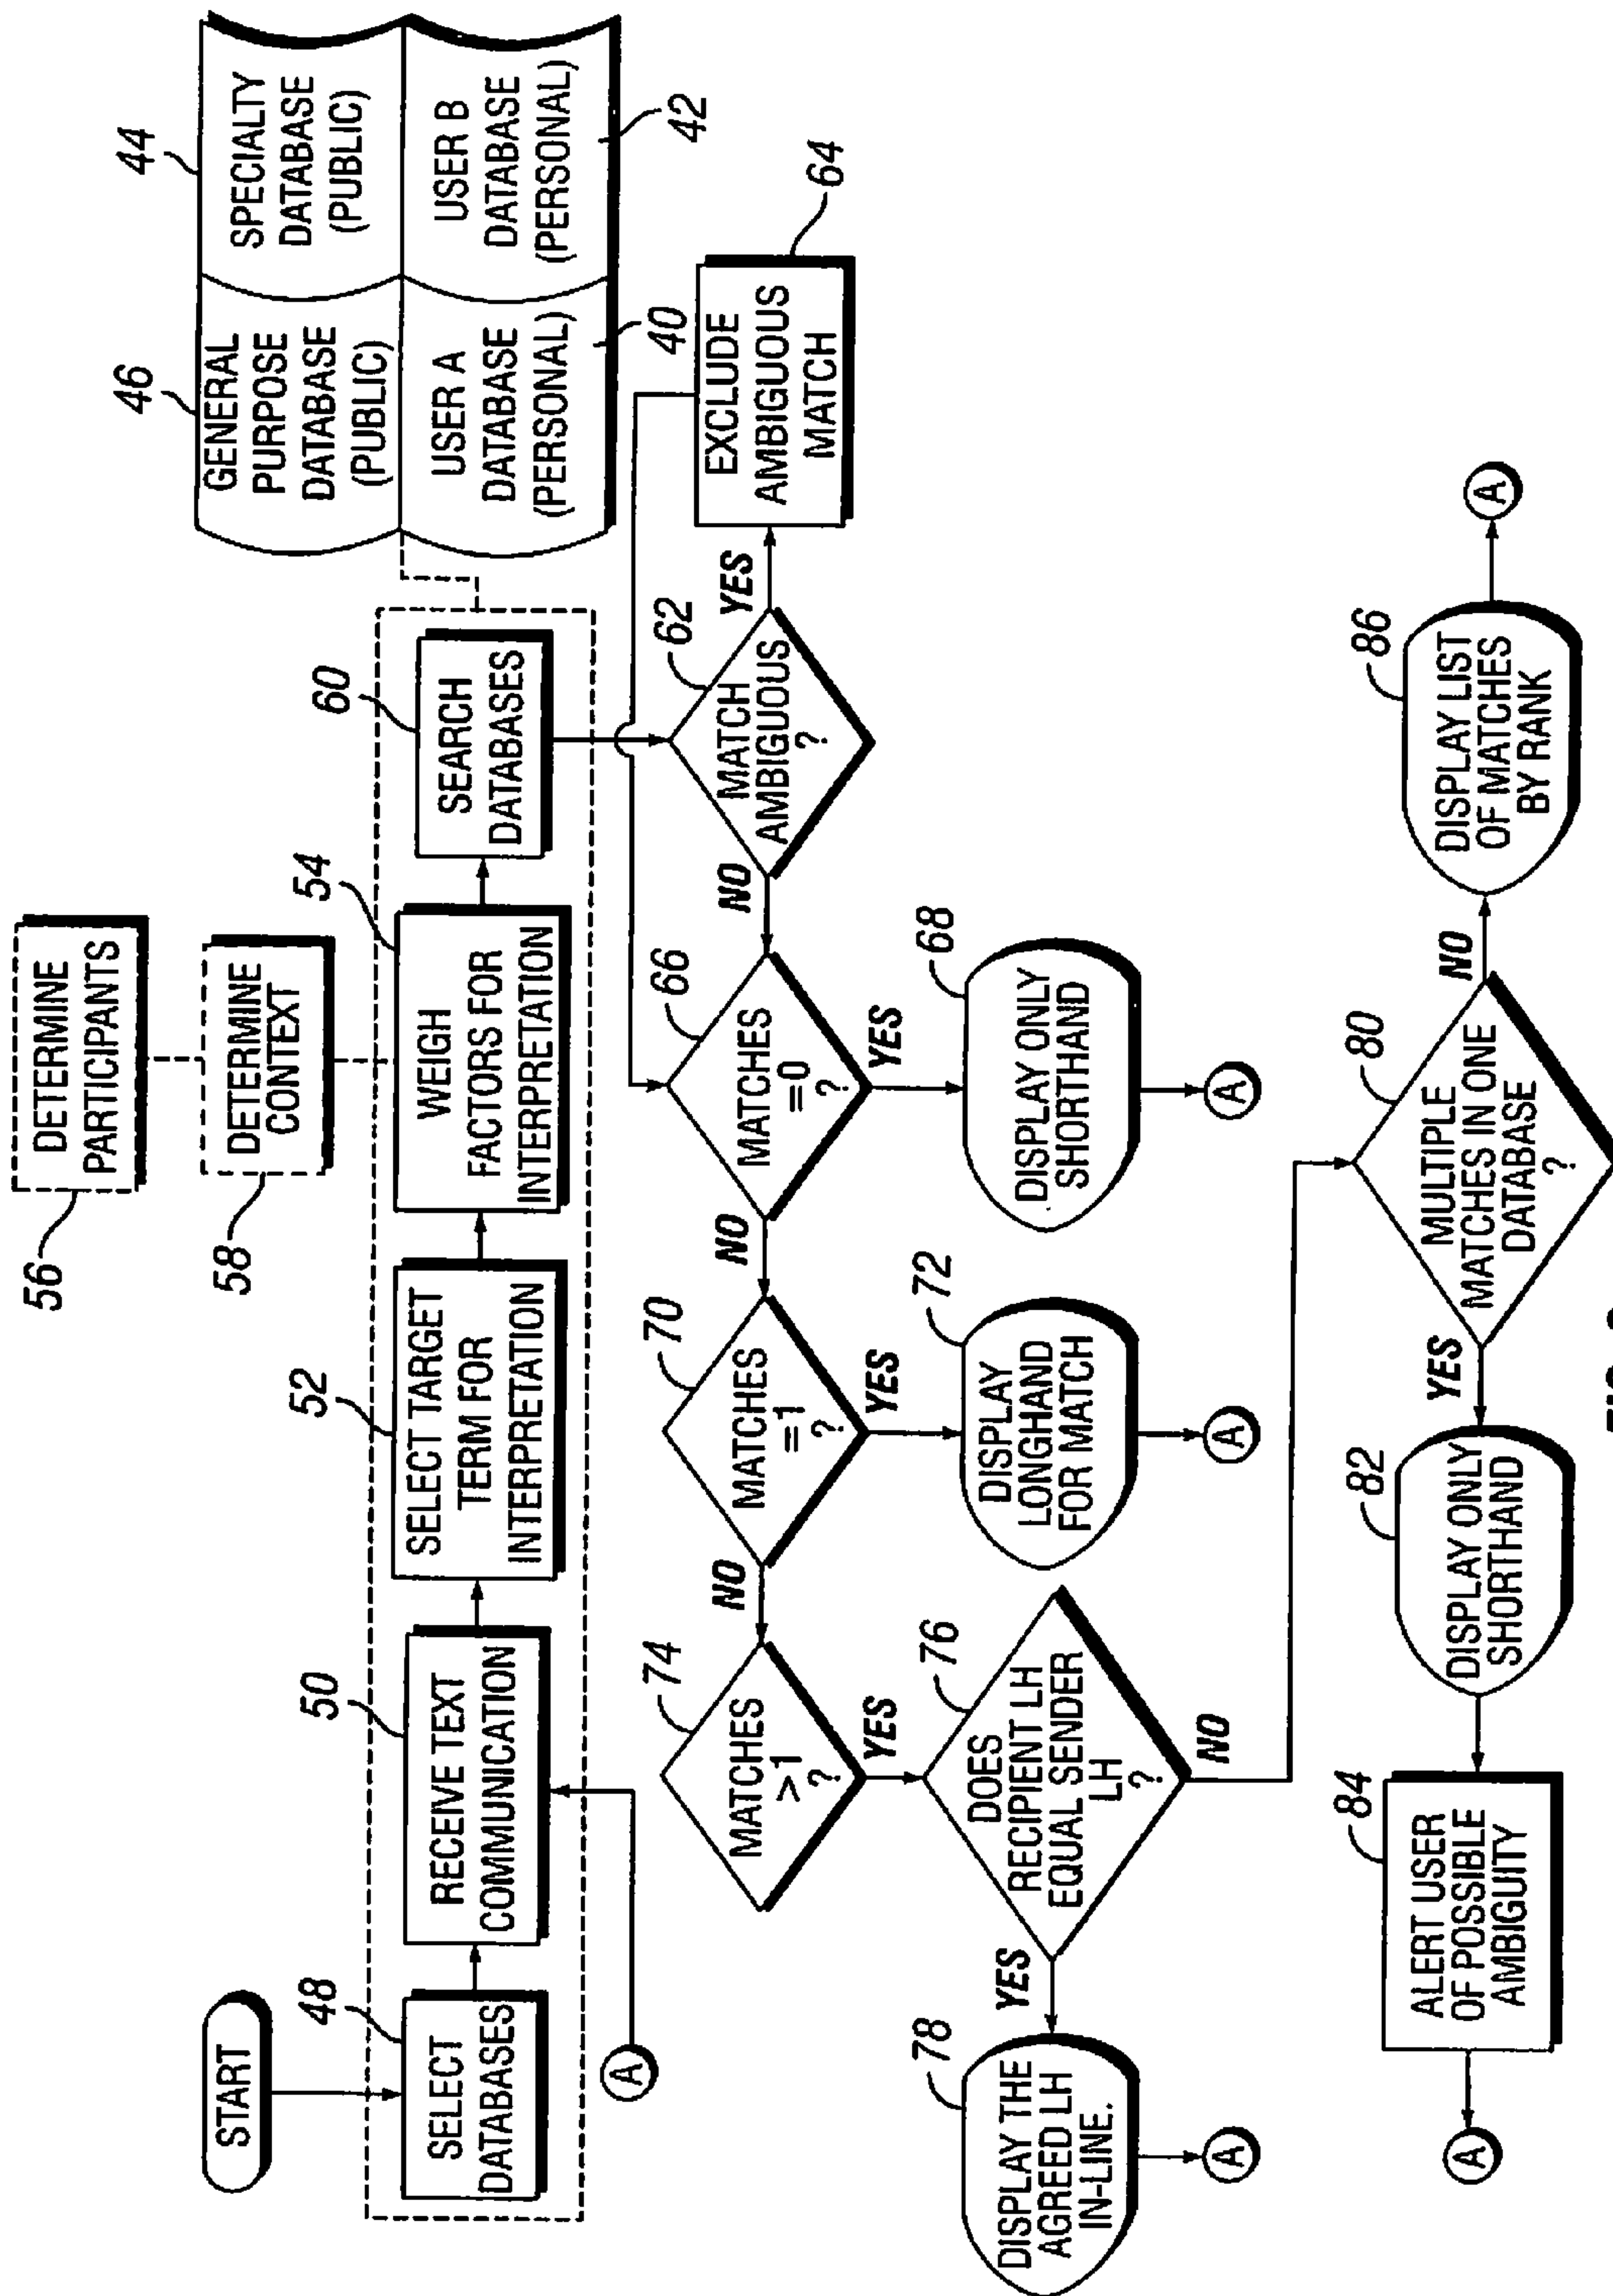 START
48
SELECT
DATABASES
50
RECEIVE TEXT
COMMUNICATION
52
SELECT TARGET
TERM FOR
INTERPRETATION
54
WEIGH
FACTORS FOR
INTERPRETATION
56
DETERMINE
PARTICIPANTS
58
DETERMINE
CONTEXT
60
SEARCH
DATABASES
46
GENERAL
PURPOSE
DATABASE
(PUBLIC)
44
SPECIALTY
DATABASE
(PUBLIC)
USER A
DATABASE
(PERSONAL)
40
USER B
DATABASE
(PERSONAL)
42
A
74
MATCHES
>1
?
YES
NO
70
MATCHES
=1
?
YES
NO
66
MATCHES
=0
?
YES
NO
62
MATCH
AMBIGUOUS
?
YES
64
EXCLUDE
AMBIGUOUS
MATCH
78
DISPLAY THE
AGREED LH
IN-LINE.
A
YES
76
DOES
RECIPIENT LH
EQUAL SENDER
LH
?
NO
72
DISPLAY
LONGHAND
FOR MATCH
A
68
DISPLAY ONLY
SHORTHAND
A
A
84
ALERT USER
OF POSSIBLE
AMBIGUITY
82
DISPLAY ONLY
SHORTHAND
YES
80
MULTIPLE
MATCHES IN ONE
DATABASE
?
NO
86
DISPLAY LIST
OF MATCHES
BY RANK
A